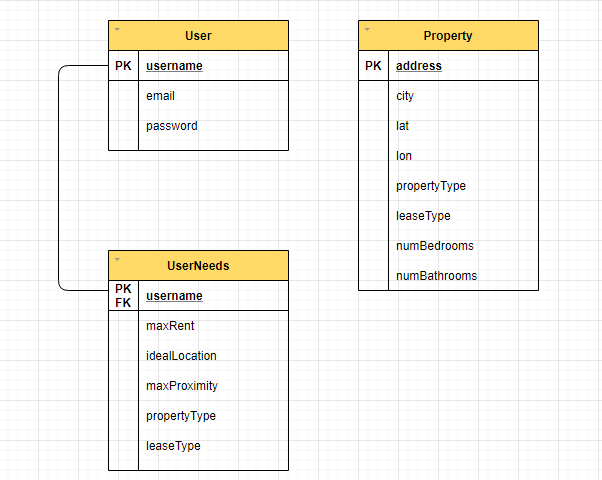 User
PK username
email
password
Property
PK address
city
lat
lon
propertyType
leaseType
numBedrooms
numBathrooms
UserNeeds
PK
FK username
maxRent
idealLocation
maxProximity
propertyType
leaseType